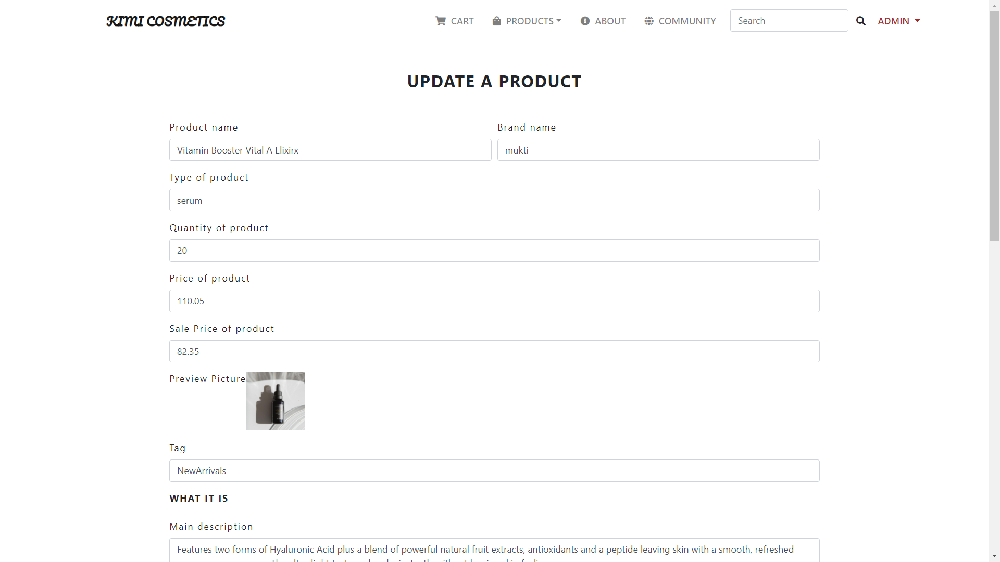 KIMI COSMETICS
CART
PRODUCTS
ABOUT
COMMUNITY
Search
ADMIN
UPDATE A PRODUCT
Product name
Brand name
Vitamin Booster Vital A Elixirx
mukti
Type of product
serum
Quantity of product
20
Price of product
110.05
Sale Price of product
82.35
Preview Picture
Tag
NewArrivals
WHAT IT IS
Main description
Features two forms of Hyaluronic Acid plus a blend of powerful natural fruit extracts, antioxidants and a peptide leaving skin with a smooth, refreshed